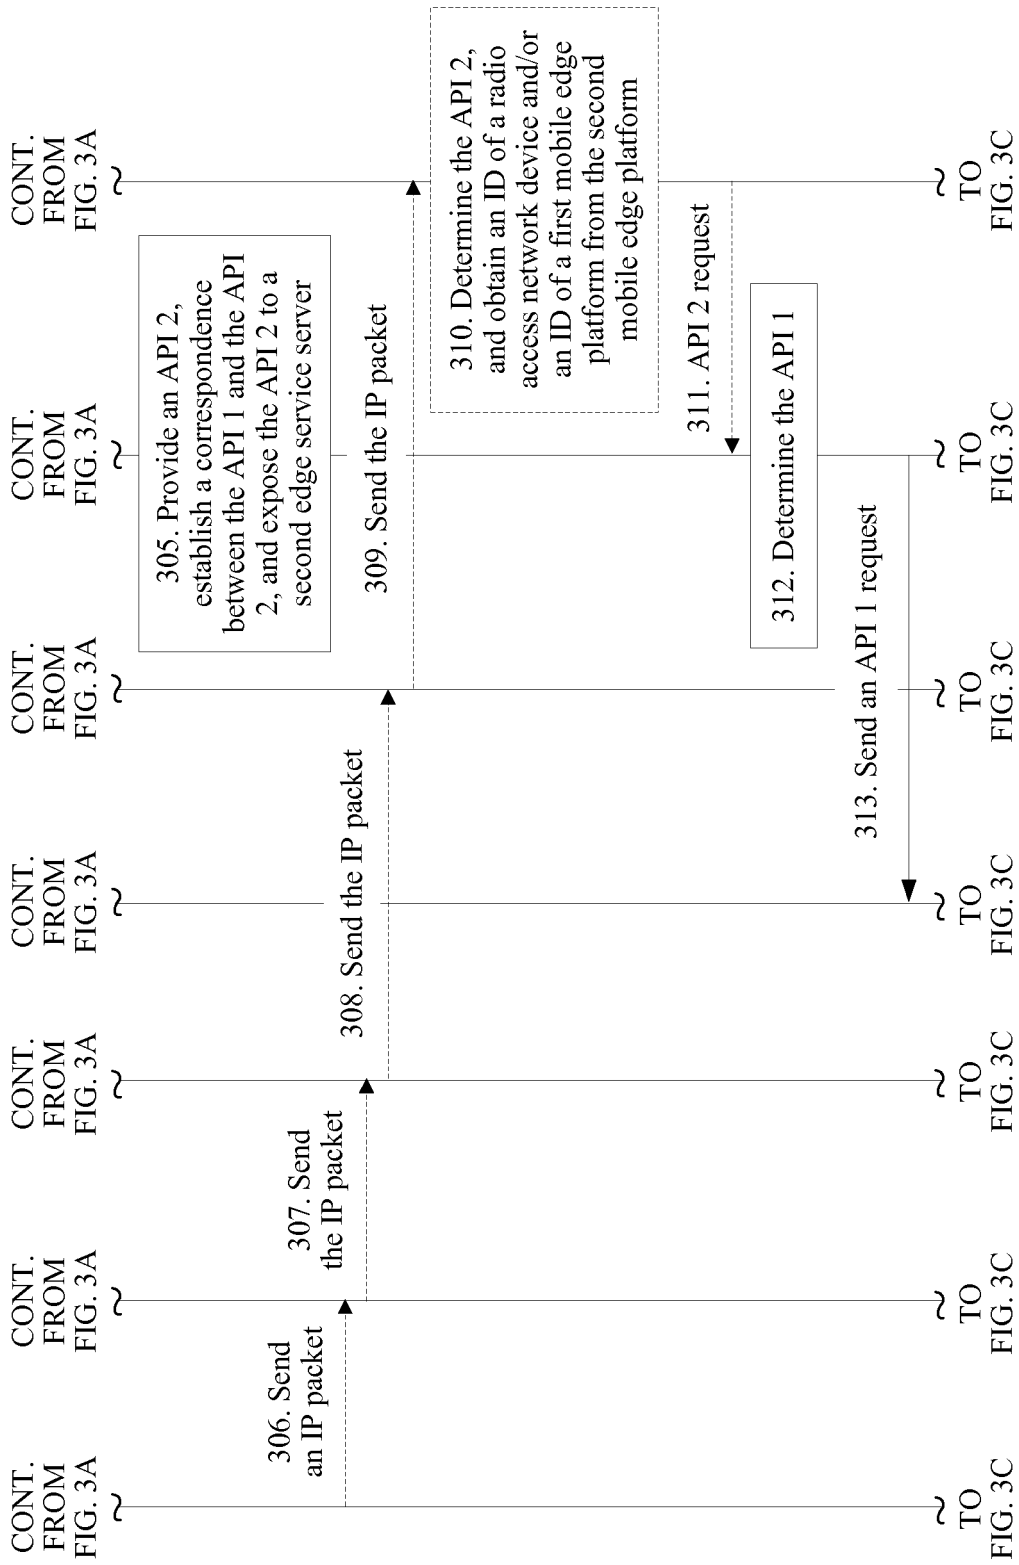 CONT.
FROM
FIG. 3A
CONT.
FROM
FIG. 3A
CONT.
FROM
FIG. 3A
CONT.
FROM
FIG. 3A
CONT.
FROM
FIG. 3A
CONT.
FROM
FIG. 3A
CONT.
FROM
FIG. 3A
305. Provide an API 2,
establish a correspondence
between the API 1 and the API
2, and expose the API 2 to a
second edge service server
306. Send
an IP packet
307. Send
the IP packet
308. Send the IP packet
309. Send the IP packet
310. Determine the API 2,
and obtain an ID of a radio
access network device and/or
an ID of a first mobile edge
platform from the second
mobile edge platform
311. API 2 request
312. Determine the API 1
313. Send an API 1 request
TO
FIG. 3C
TO
FIG. 3C
TO
FIG. 3C
TO
FIG. 3C
TO
FIG. 3C
TO
FIG. 3C
TO
FIG. 3C